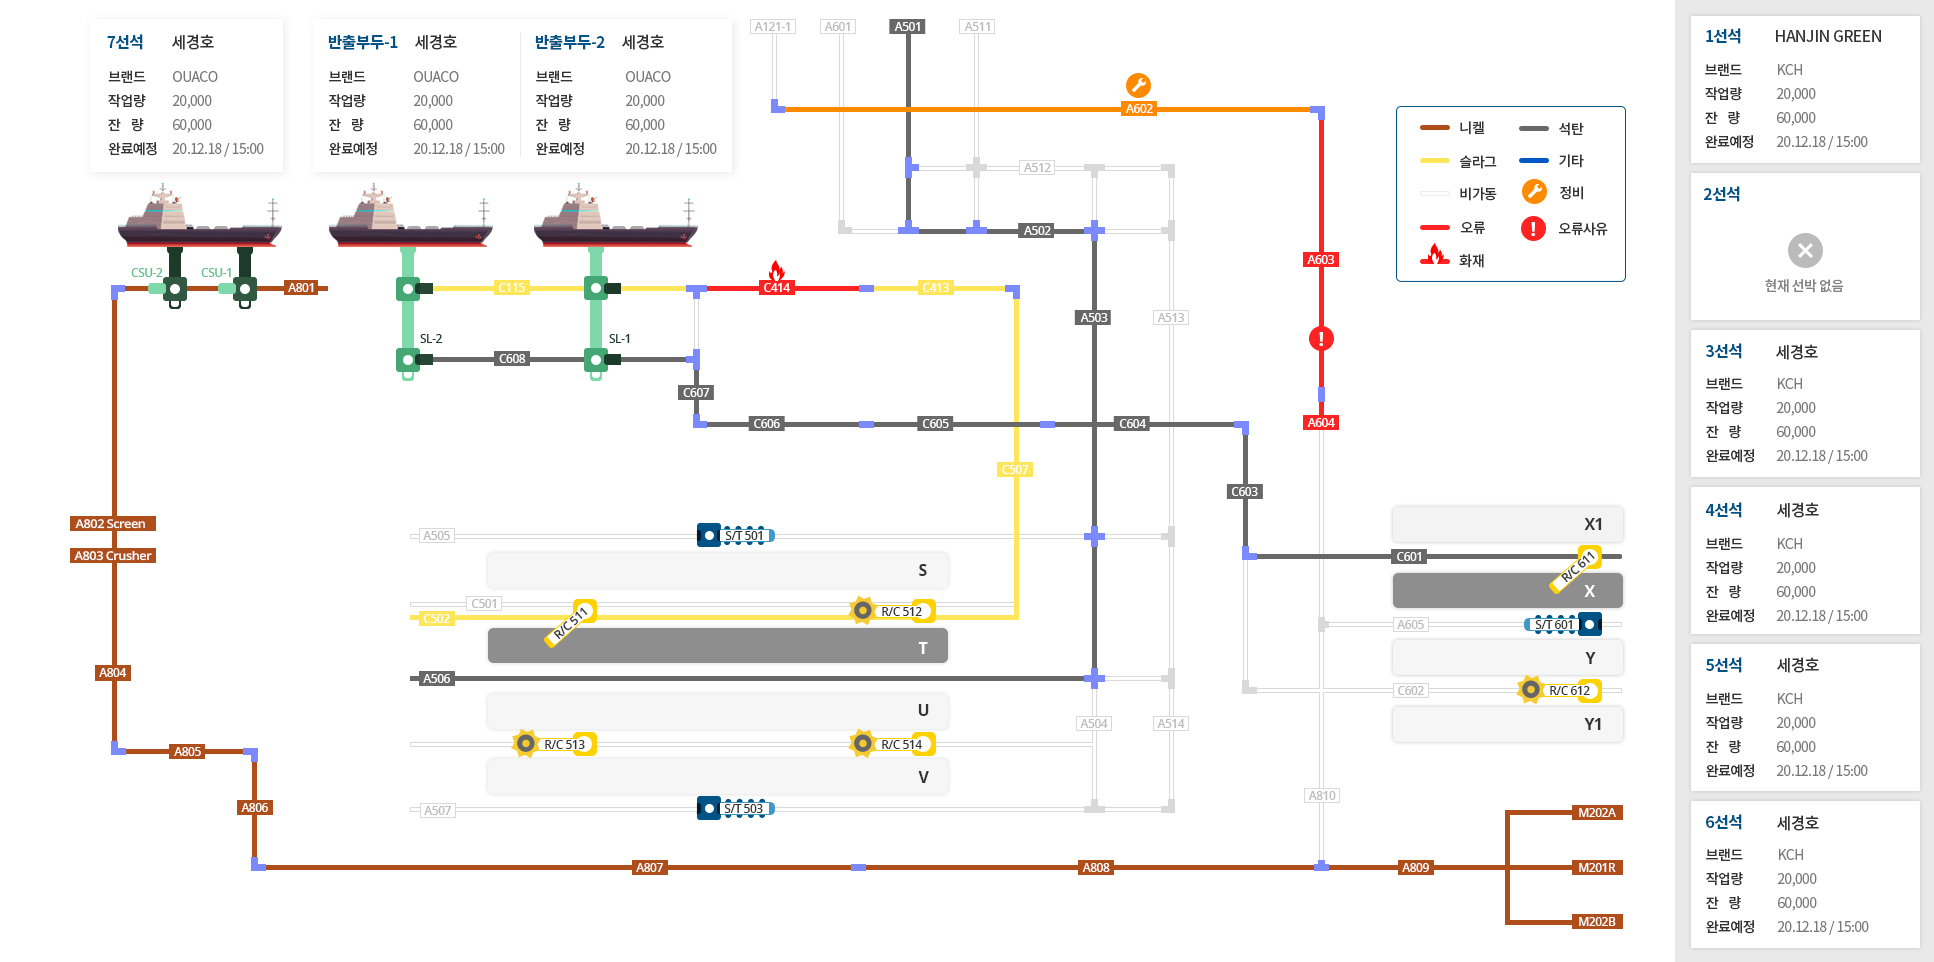 7선석 세경호
브랜드 OUACO
작업량 20,000
잔 량 60,000
완료예정 20.12.18 / 15:00
반출부두-1 세경호
브랜드 OUACO
작업량 20,000
잔 량 60,000
완료예정 20.12.18 / 15:00
반출부두-2 세경호
브랜드 OUACO
작업량 20,000
잔 량 60,000
완료예정 20.12.18 / 15:00
A121-1 A601 A501 A511
A602
A512
A502
니켈 석탄
슬라그 기타
비가동 정비
오류 오류사유
화재
CSU-2 CSU-1 A801
C115 C414 C413
A603
A503 A513
SL-2 SL-1
C608
C607
C606 C605 C604
A604
C507
C603
A802 Screen
A803 Crusher
A505 S/T 501
S
C501
C502 R/C 511 R/C 512
T
A506
U
A504 A514
R/C 513 R/C 514
V
A507 S/T 503
X1
C601 R/C 611
X
A605 S/T 601
Y
C602 R/C 612
Y1
A804
A805
A806
A810
A807 A808 A809
M202A
M201R
M202B
1선석 HANJIN GREEN
브랜드 KCH
작업량 20,000
잔 량 60,000
완료예정 20.12.18 / 15:00
2선석
현재 선박 없음
3선석 세경호
브랜드 KCH
작업량 20,000
잔 량 60,000
완료예정 20.12.18 / 15:00
4선석 세경호
브랜드 KCH
작업량 20,000
잔 량 60,000
완료예정 20.12.18 / 15:00
5선석 세경호
브랜드 KCH
작업량 20,000
잔 량 60,000
완료예정 20.12.18 / 15:00
6선석 세경호
브랜드 KCH
작업량 20,000
잔 량 60,000
완료예정 20.12.18 / 15:00